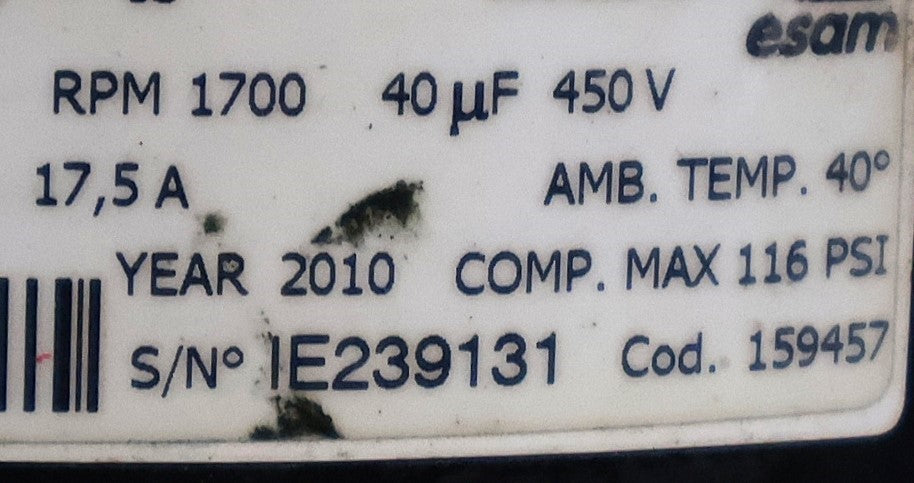 esam
RPM 1700 40 µF 450 V
17,5 A AMB. TEMP. 40°
YEAR 2010 COMP. MAX 116 PSI
S/N° IE239131 Cod. 159457